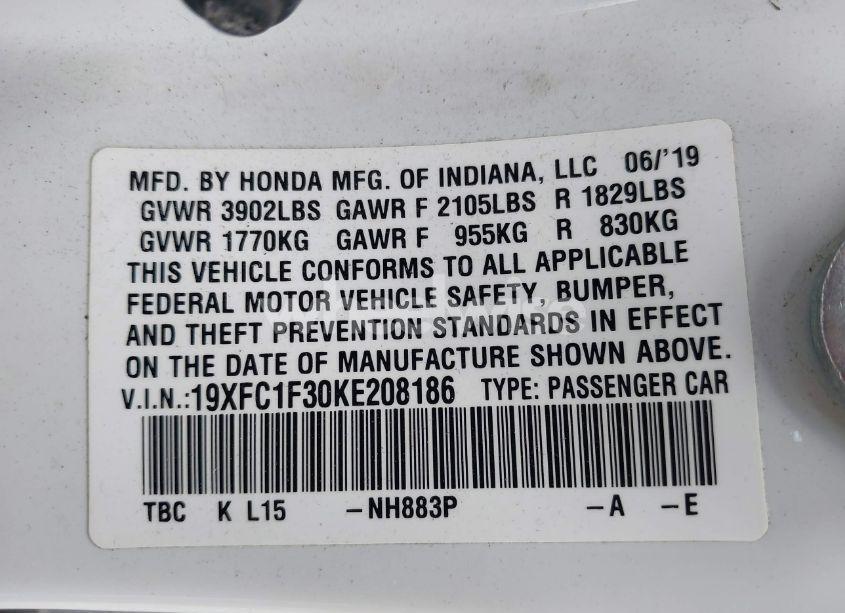 MFD. BY HONDA MFG. OF INDIANA, LLC 06/'19
GVWR 3902LBS GAWR F 2105LBS R 1829LBS
GVWR 1770KG GAWR F 955KG R 830KG
THIS VEHICLE CONFORMS TO ALL APPLICABLE
FEDERAL MOTOR VEHICLE SAFETY, BUMPER,
AND THEFT PREVENTION STANDARDS IN EFFECT
ON THE DATE OF MANUFACTURE SHOWN ABOVE.
V.I.N.:19XFC1F30KE208186 TYPE: PASSENGER CAR
TBC K L15 -NH883P -A -E